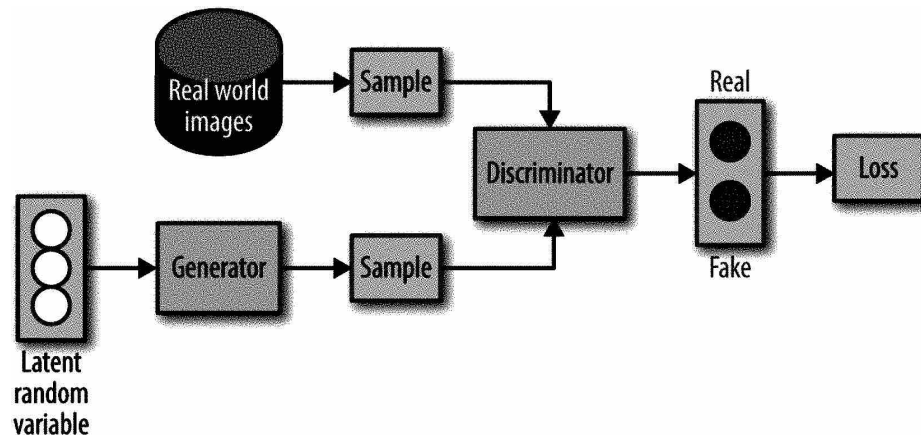 Real world
images
Sample
Real
Discriminator
Loss
Generator
Sample
Fake
Latent
random
variable